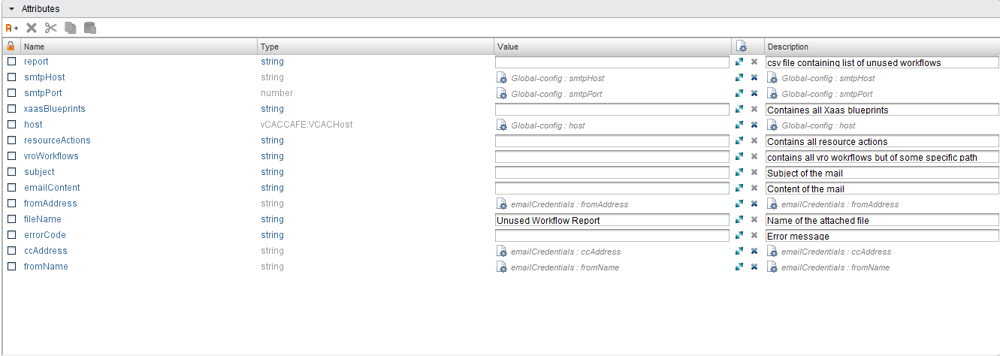 Attributes
A+
Name Type Value Description
report string csv file containing list of unused workflows
smtpHost string Global-config : smtpHost Global-config : smtpHost
smtpPort number Global-config : smtpPort Global-config : smtpPort
xaasBlueprints string Containes all Xaas blueprints
host vCACCAFE:VCACHost Global-config : host Global-config : host
resourceActions string Contains all resource actions
vroWorkflows string contains all vro wokrflows but of some specific path
subject string Subject of the mail
emailContent string Content of the mail
fromAddress string emailCredentials : fromAddress emailCredentials : fromAddress
fileName string Unused Workflow Report Name of the attached file
errorCode string Error message
ccAddress string emailCredentials : ccAddress emailCredentials : ccAddress
fromName string emailCredentials : fromName emailCredentials : fromName